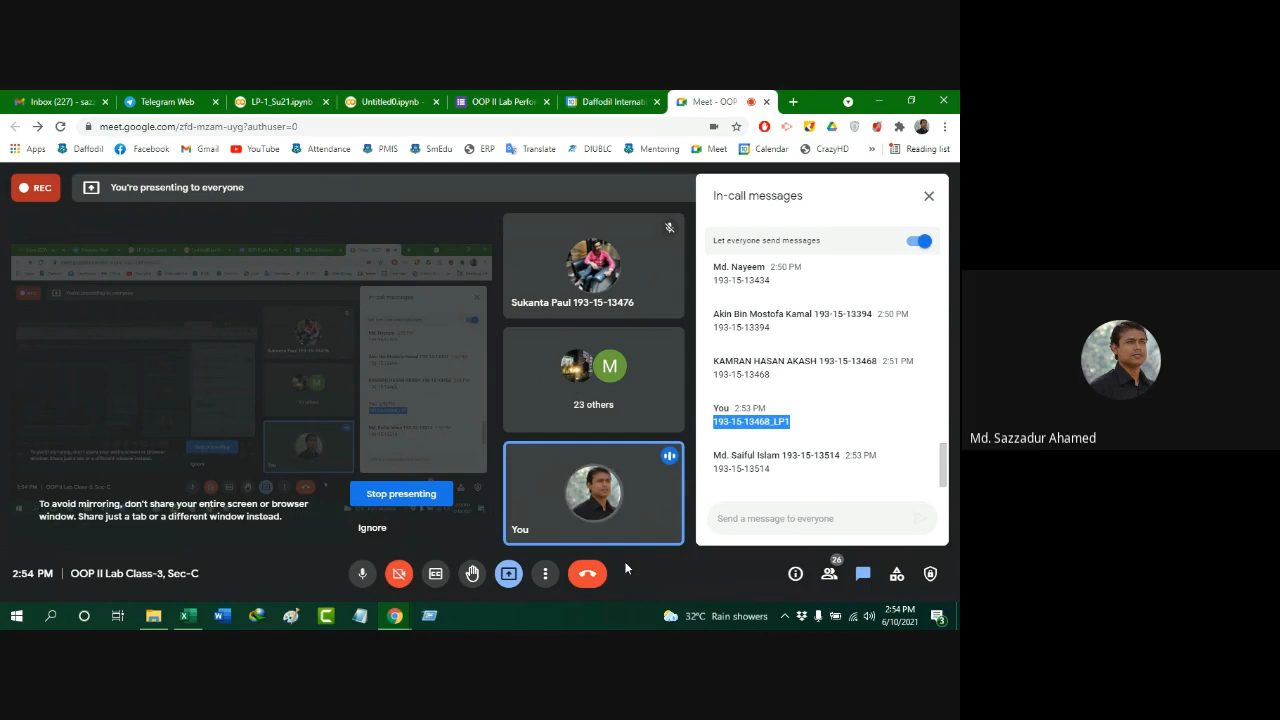 Inbox (227) - saz
Telegram Web
LP-1_Su21.ipynb
Untitled0.ipynb -
OOP II Lab Perfo
Daffodil Internati
Meet - OOP
meet.google.com/zfd-mzam-uyg?authuser=0
Apps
Daffodil
Facebook
Gmail
YouTube
Attendance
PMIS
SmEdu
ERP
Translate
DIUBLC
Mentoring
Meet
Calendar
CrazyHD
»
Reading list
REC
You're presenting to everyone
Sukanta Paul 193-15-13476
M
23 others
You
To avoid mirroring, don't share your entire screen or browser
window. Share just a tab or a different window instead.
Stop presenting
Ignore
In-call messages
Let everyone send messages
Md. Nayeem 2:50 PM
193-15-13434
Akin Bin Mostofa Kamal 193-15-13394 2:50 PM
193-15-13394
KAMRAN HASAN AKASH 193-15-13468 2:51 PM
193-15-13468
You 2:53 PM
193-15-13468_LP1
Md. Saiful Islam 193-15-13514 2:53 PM
193-15-13514
Send a message to everyone
2:54 PM | OOP II Lab Class-3, Sec-C
26
32°C Rain showers
2:54 PM
6/10/2021
3
Md. Sazzadur Ahamed